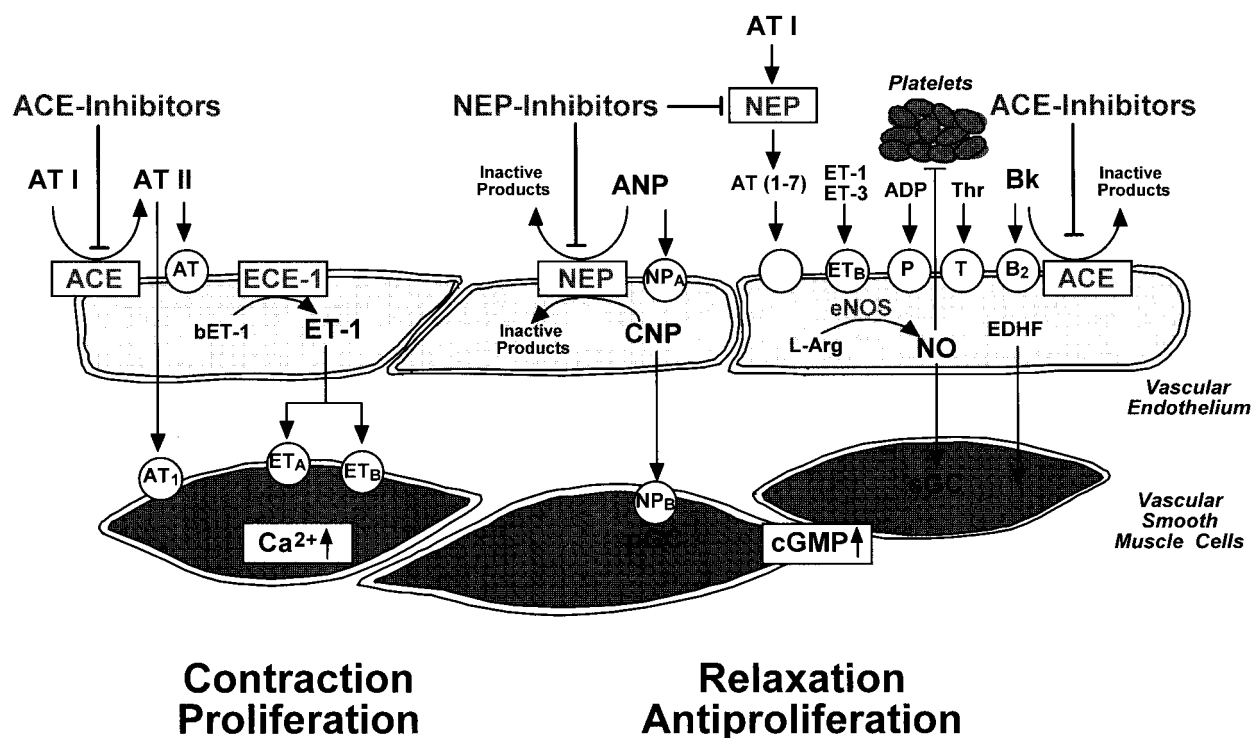 AT I
ACE-Inhibitors
NEP-Inhibitors
NEP
Platelets
ACE-Inhibitors
AT I
AT II
Inactive
Products
ANP
AT (1-7)
ET-1
ET-3
ADP
Thr
Bk
Inactive
Products
ACE
AT
ECE-1
NEP
NPA
ETB
P
T
B2
ACE
bET-1
ET-1
Inactive
Products
CNP
eNOS
L-Arg
NO
EDHF
Vascular
Endothelium
AT1
ETA
ETB
NPB
sGC
pGC
Ca2+
cGMP
Vascular
Smooth
Muscle Cells
Contraction
Proliferation
Relaxation
Antiproliferation